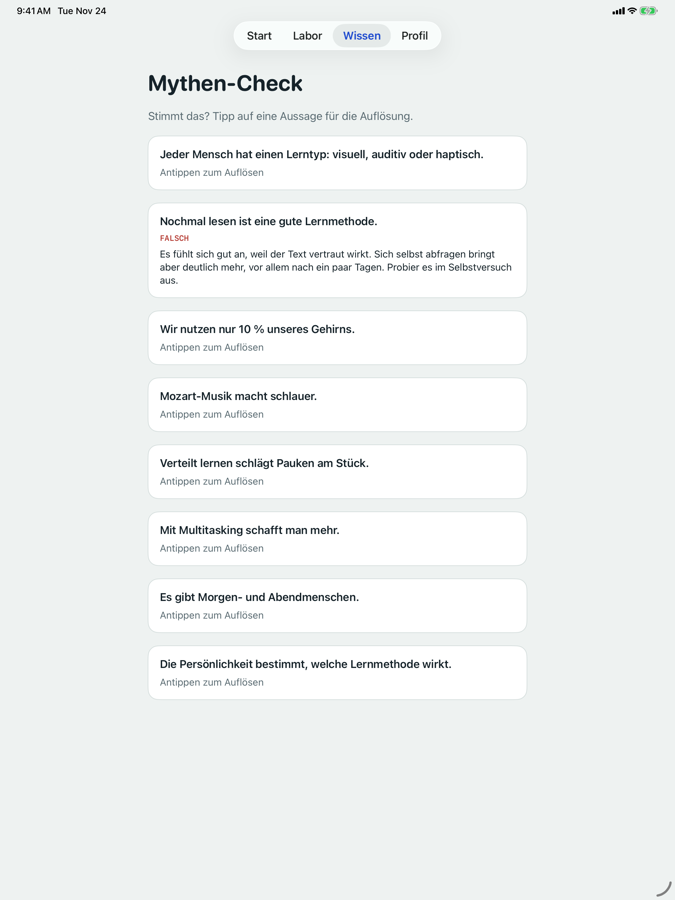 9:41 AM Tue Nov 24
Start Labor Wissen Profil
Mythen-Check
Stimmt das? Tipp auf eine Aussage für die Auflösung.
Jeder Mensch hat einen Lerntyp: visuell, auditiv oder haptisch.
Antippen zum Auflösen
Nochmal lesen ist eine gute Lernmethode.
FALSCH
Es fühlt sich gut an, weil der Text vertraut wirkt. Sich selbst abfragen bringt
aber deutlich mehr, vor allem nach ein paar Tagen. Probier es im Selbstversuch
aus.
Wir nutzen nur 10 % unseres Gehirns.
Antippen zum Auflösen
Mozart-Musik macht schlauer.
Antippen zum Auflösen
Verteilt lernen schlägt Pauken am Stück.
Antippen zum Auflösen
Mit Multitasking schafft man mehr.
Antippen zum Auflösen
Es gibt Morgen- und Abendmenschen.
Antippen zum Auflösen
Die Persönlichkeit bestimmt, welche Lernmethode wirkt.
Antippen zum Auflösen